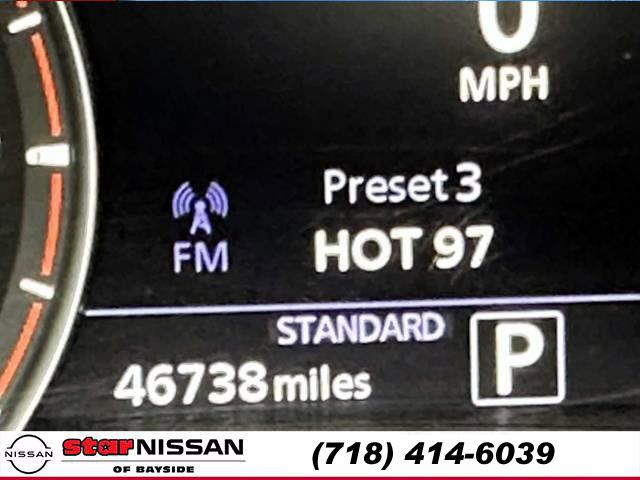 0
MPH
Preset 3
FM
HOT 97
STANDARD
46738 miles
P
NISSAN
star NISSAN
OF BAYSIDE
(718) 414-6039